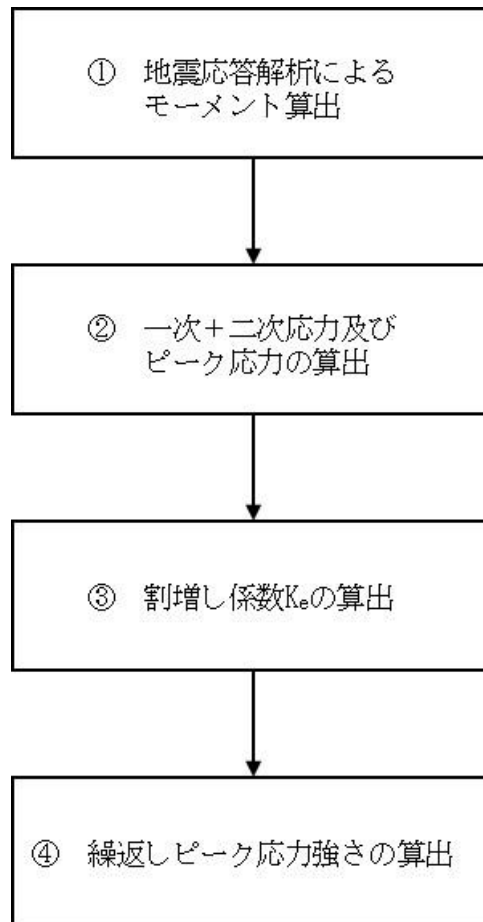 ① 地震応答解析による
モーメント算出
② 一次＋二次応力及び
ピーク応力の算出
③ 割増し係数Keの算出
④ 繰返しピーク応力強さの算出